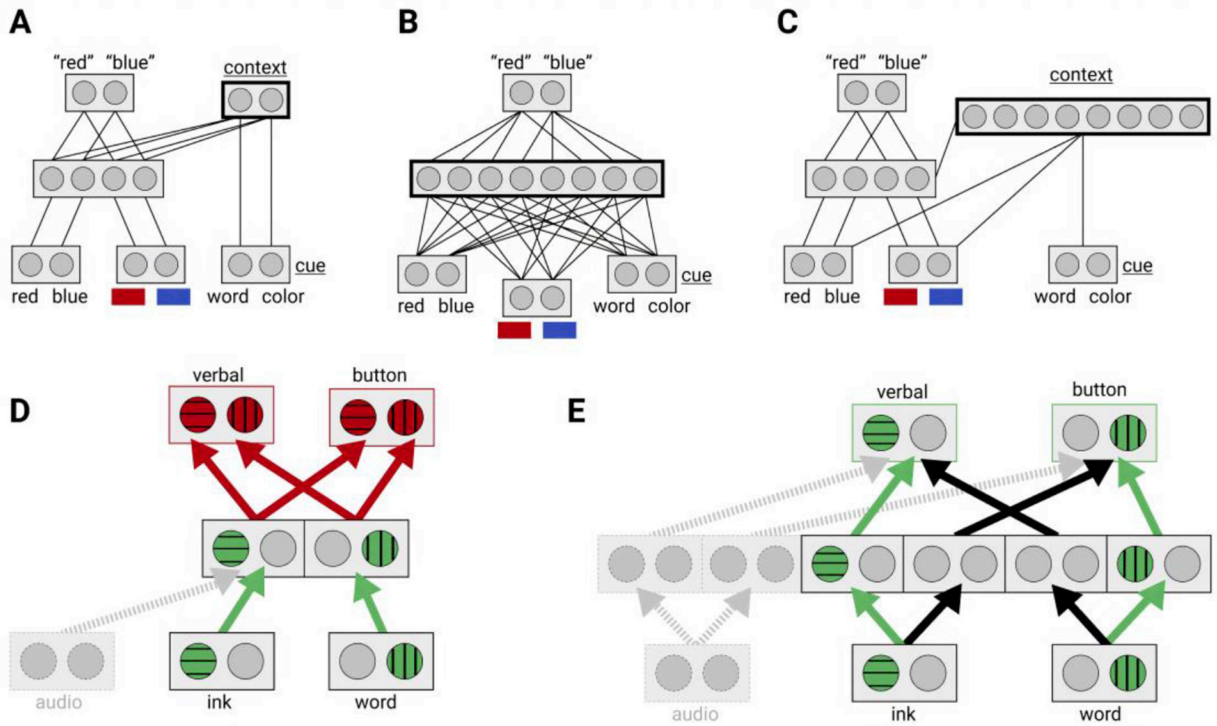 A
B
C
“red” “blue”
context
“red” “blue”
“red” “blue”
context
red blue
word color
cue
red blue
word color
cue
red blue
word color
cue
D
verbal
button
audio
ink
word
E
verbal
button
audio
ink
word